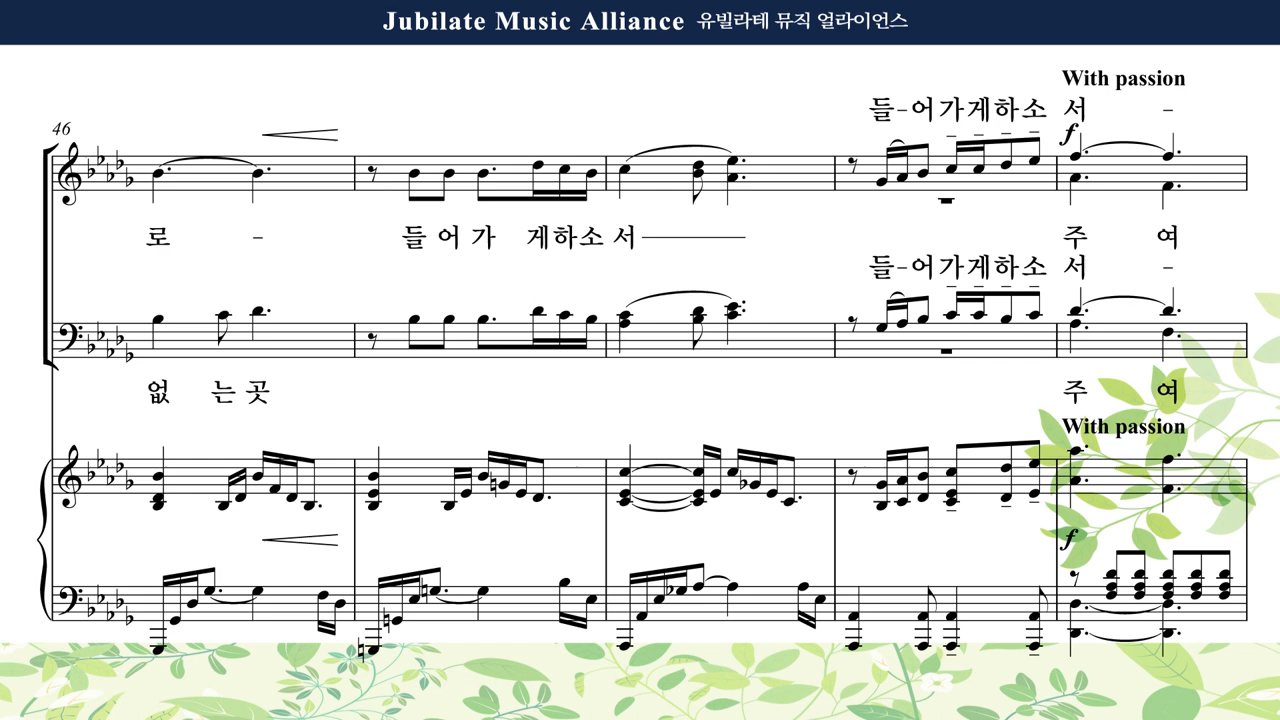 Jubilate Music Alliance 유빌라테 뮤직 얼라이언스
With passion
들-어가게하소 서 -
46
f
로 - 들 어 가 게하소 서 주 여
들-어가게하소 서 -
없 는 곳 주 여
With passion
f